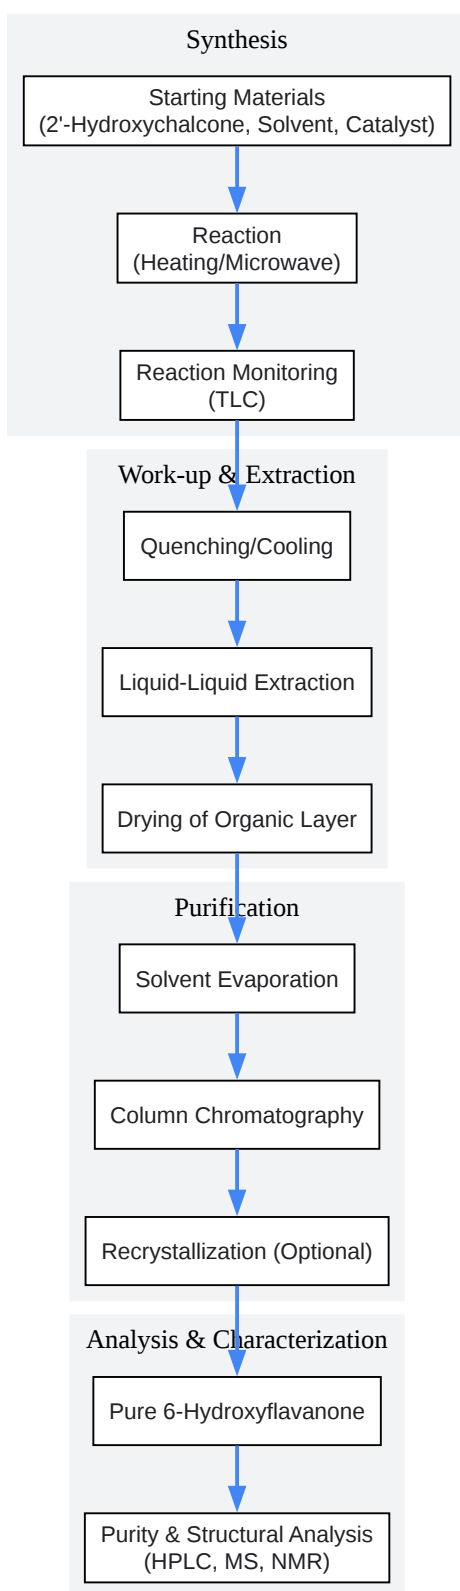 Synthesis
Starting Materials
(2'-Hydroxychalcone, Solvent, Catalyst)
Reaction
(Heating/Microwave)
Reaction Monitoring
(TLC)
Work-up & Extraction
Quenching/Cooling
Liquid-Liquid Extraction
Drying of Organic Layer
Purification
Solvent Evaporation
Column Chromatography
Recrystallization (Optional)
Analysis & Characterization
Pure 6-Hydroxyflavanone
Purity & Structural Analysis
(HPLC, MS, NMR)